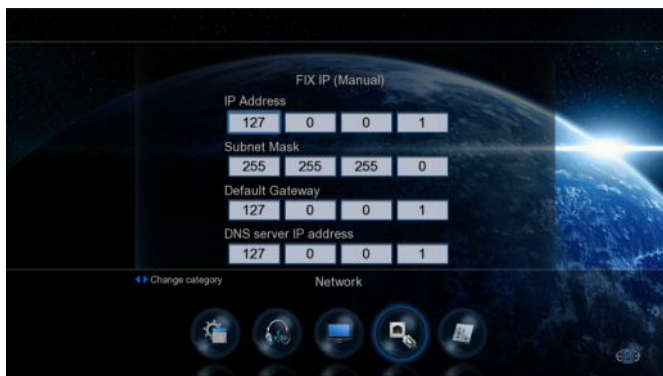 FIX IP (Manual)
IP Address
127 0 0 1
Subnet Mask
255 255 255 0
Default Gateway
127 0 0 1
DNS server IP address
127 0 0 1
Change category
Network